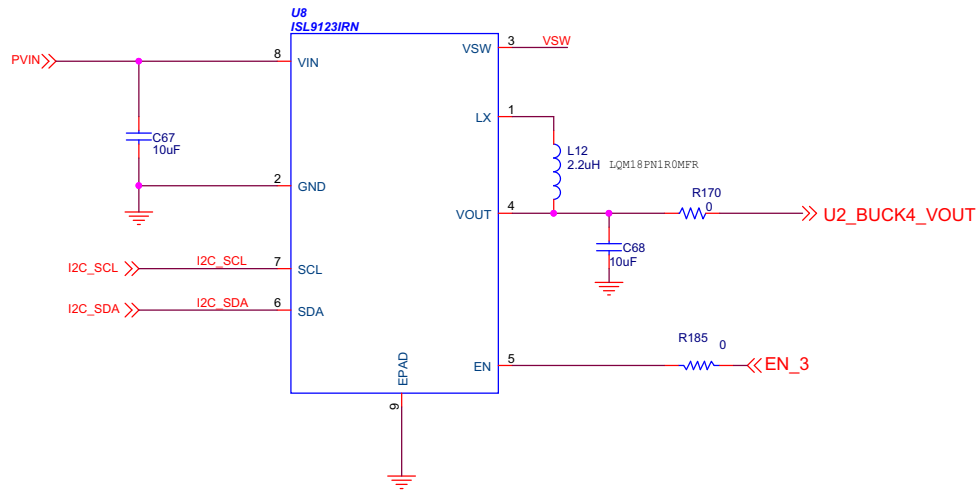 U8
ISL9123IRN
PVIN
8
VIN
VSW
3
VSW
LX
1
C67
10uF
L12
2.2uH
LQM18PN1R0MFR
2
GND
R170
0
VOUT
4
U2_BUCK4_VOUT
C68
10uF
I2C_SCL
I2C_SCL
7
SCL
I2C_SDA
I2C_SDA
6
SDA
R185
0
EPAD
EN
5
EN_3
9